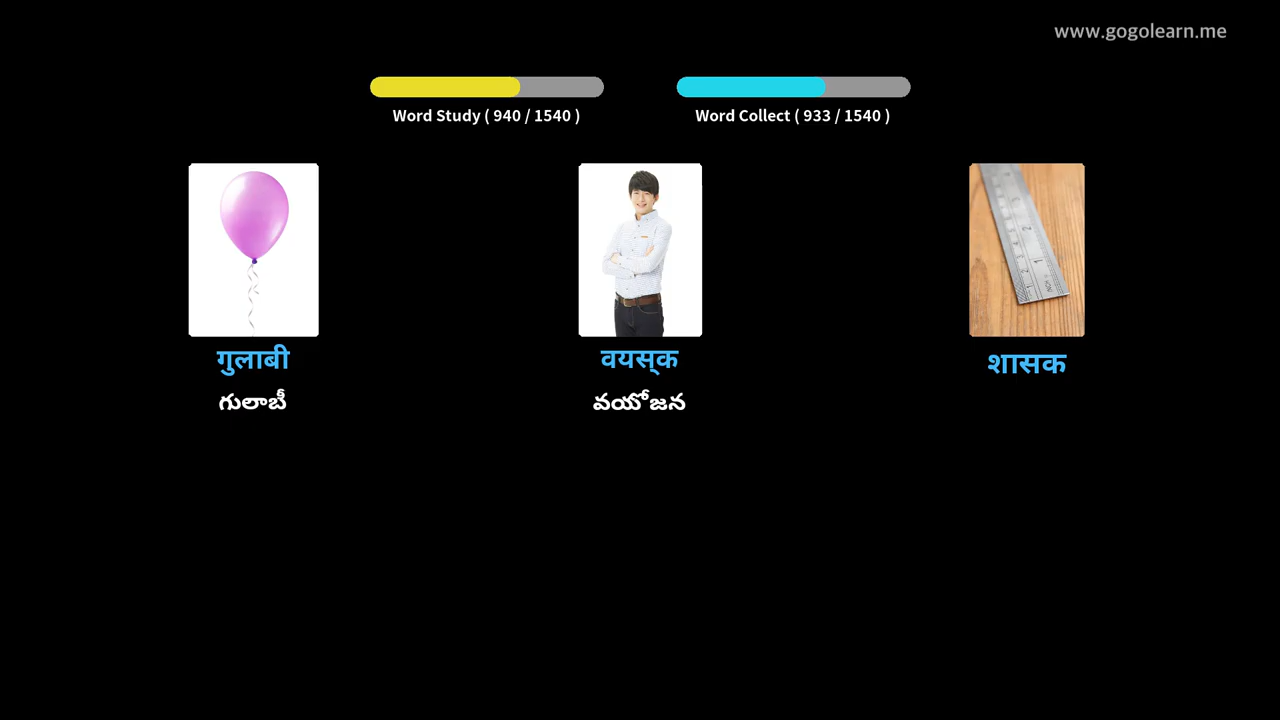 www.gogolearn.me
Word Study ( 940 / 1540 )
Word Collect ( 933 / 1540 )
गुलाबी
वयस्‌क
शासक
గులాబీ
వయోజన